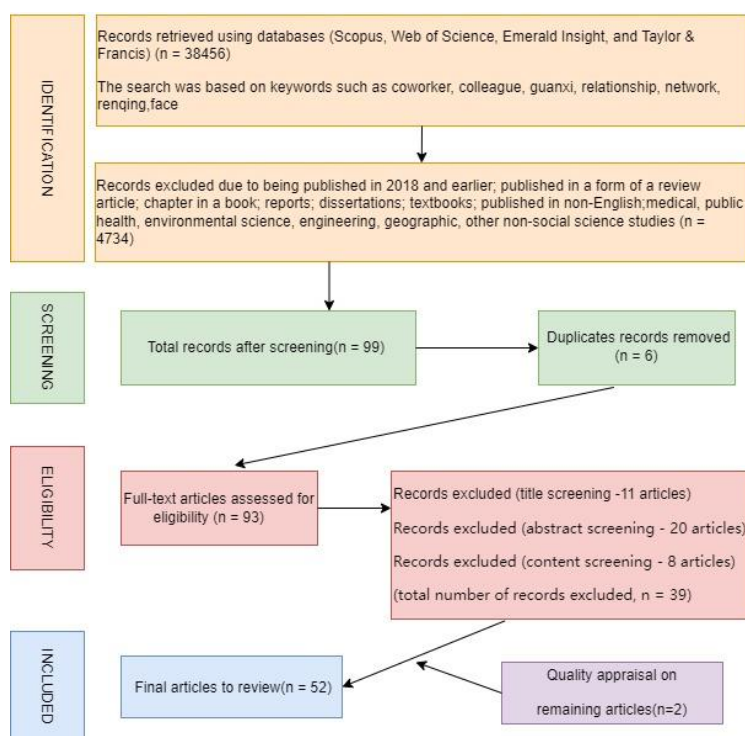 IDENTIFICATION
Records retrieved using databases (Scopus, Web of Science, Emerald Insight, and Taylor &
Francis) (n = 38456)
The search was based on keywords such as coworker, colleague, guanxi, relationship, network,
renqing,face
Records excluded due to being published in 2018 and earlier; published in a form of a review
article; chapter in a book; reports; dissertations; textbooks; published in non-English;medical, public
health, environmental science, engineering, geographic, other non-social science studies (n =
4734)
SCREENING
Total records after screening(n = 99)
Duplicates records removed
(n = 6)
ELIGIBILITY
Full-text articles assessed for
eligibility (n = 93)
Records excluded (title screening -11 articles)
Records excluded (abstract screening - 20 articles)
Records excluded (content screening - 8 articles)
(total number of records excluded, n = 39)
INCLUDED
Final articles to review(n = 52)
Quality appraisal on
remaining articles(n=2)